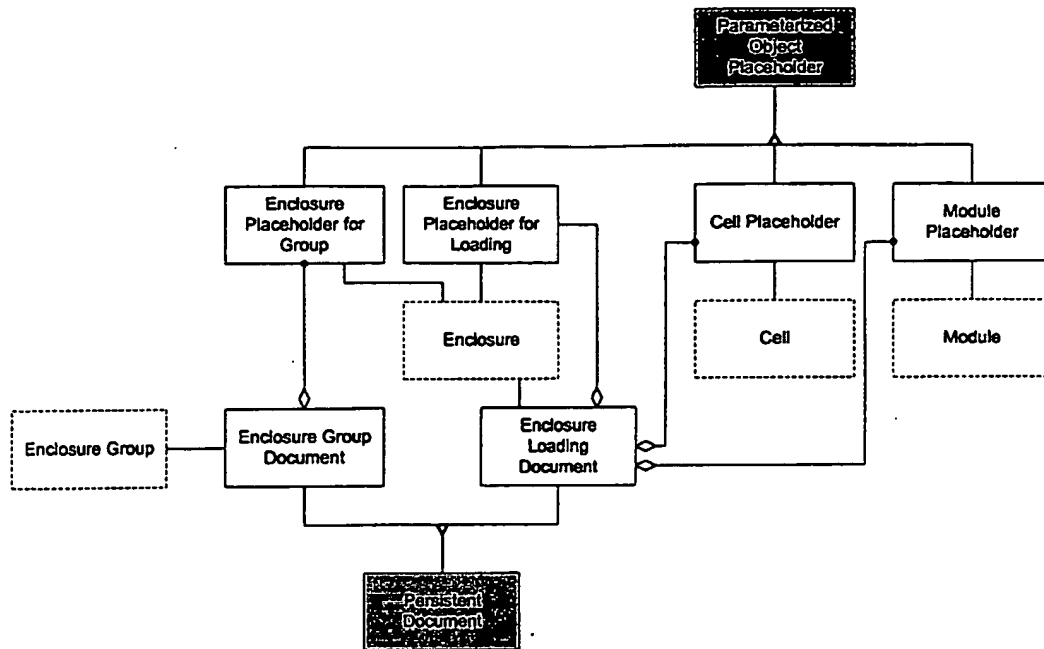 Parameterized
Object
Placeholder
Enclosure
Placeholder for
Group
Enclosure
Placeholder for
Loading
Cell Placeholder
Module
Placeholder
Enclosure
Cell
Module
Enclosure Group
Enclosure Group
Document
Enclosure
Loading
Document
Persistent
Document